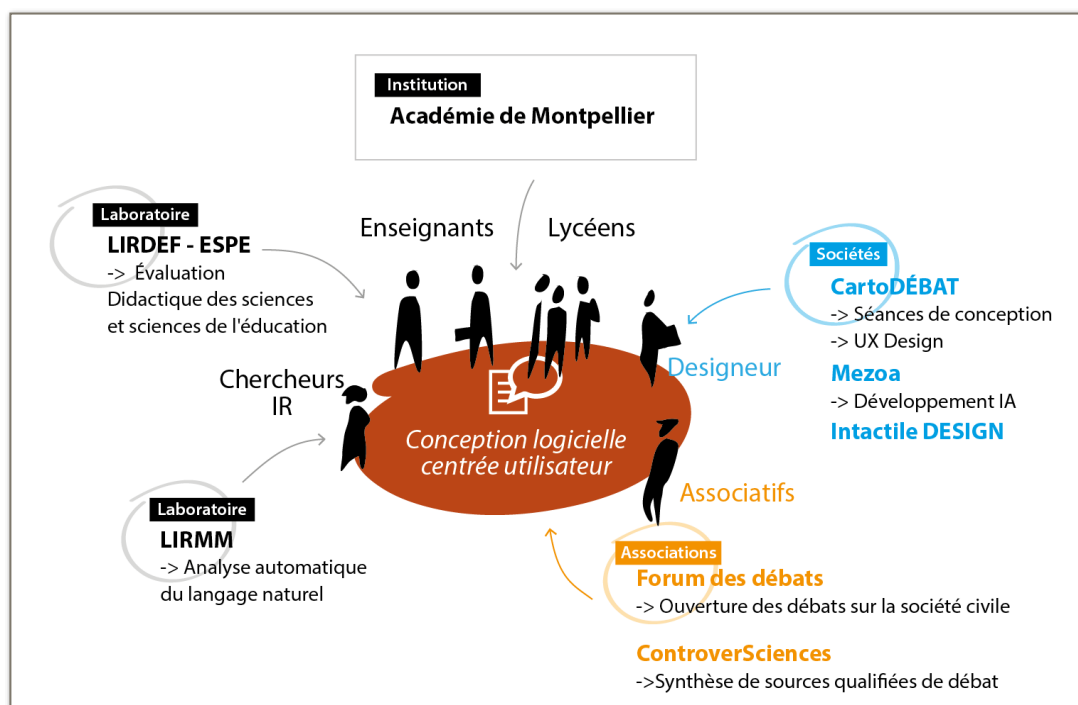 Institution
Académie de Montpellier
Enseignants
Lycéens
Laboratoire
LIRDEF - ESPE
-> Évaluation
Didactique des sciences
et sciences de l'éducation
Sociétés
CartoDÉBAT
-> Séances de conception
-> UX Design
Mezoa
-> Développement IA
Intactile DESIGN
Designeur
Chercheurs
IR
Conception logicielle
centrée utilisateur
Laboratoire
LIRMM
-> Analyse automatique
du langage naturel
Associatifs
Associations
Forum des débats
-> Ouverture des débats sur la société civile
ControverSciences
->Synthèse de sources qualifiées de débat